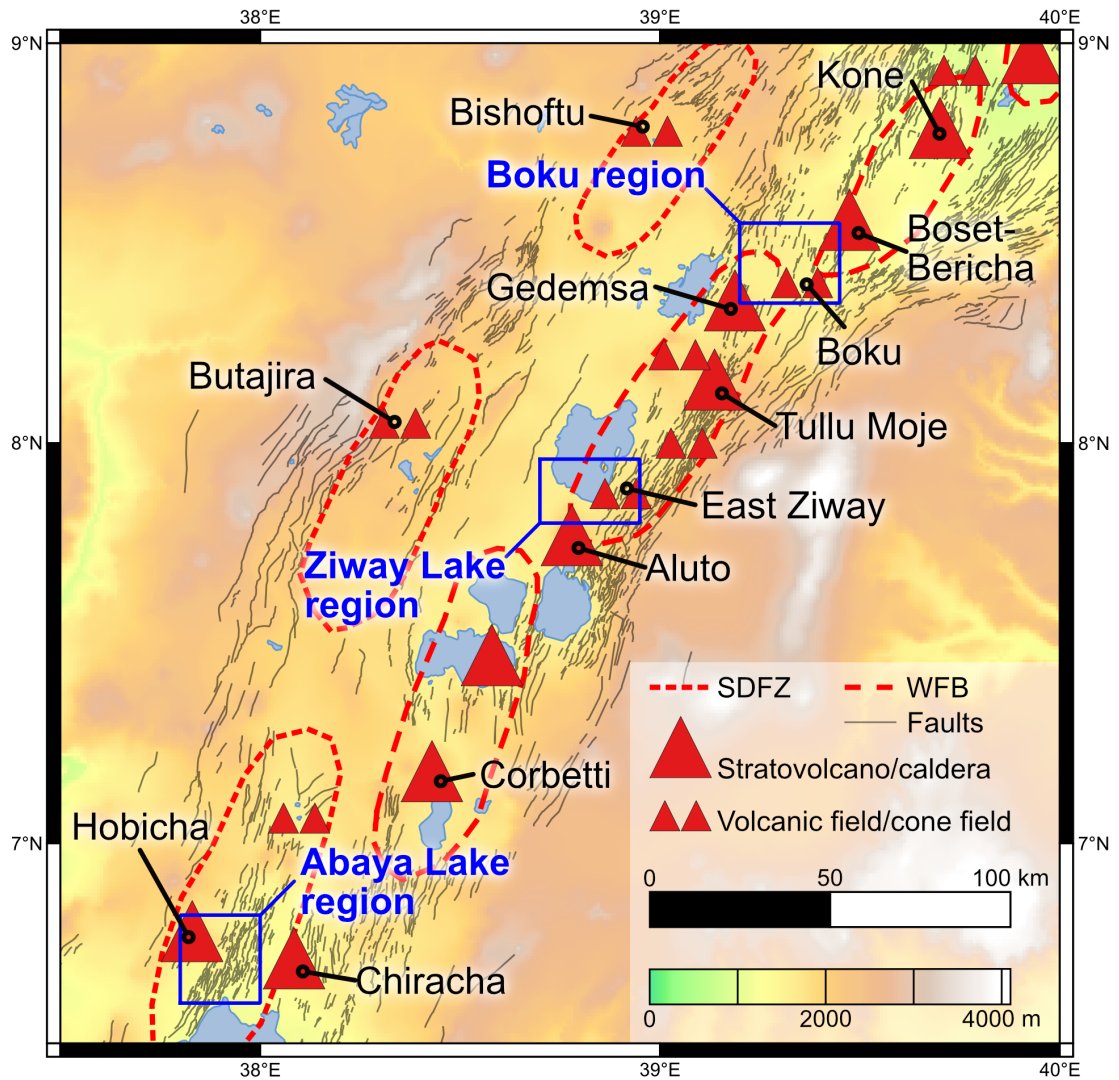 38°E 39°E 40°E
9°N 9°N
Kone
Bishoftu
Boku region
Boset-
Bericha
Gedemsa
Boku
Butajira
Tullu Moje
8°N 8°N
East Ziway
Ziway Lake
region
Aluto
SDFZ WFB
Faults
Stratovolcano/caldera
Corbetti
Volcanic field/cone field
Hobicha
7°N 7°N
Abaya Lake
region
0 50 100 km
Chiracha
0 2000 4000 m
38°E 39°E 40°E